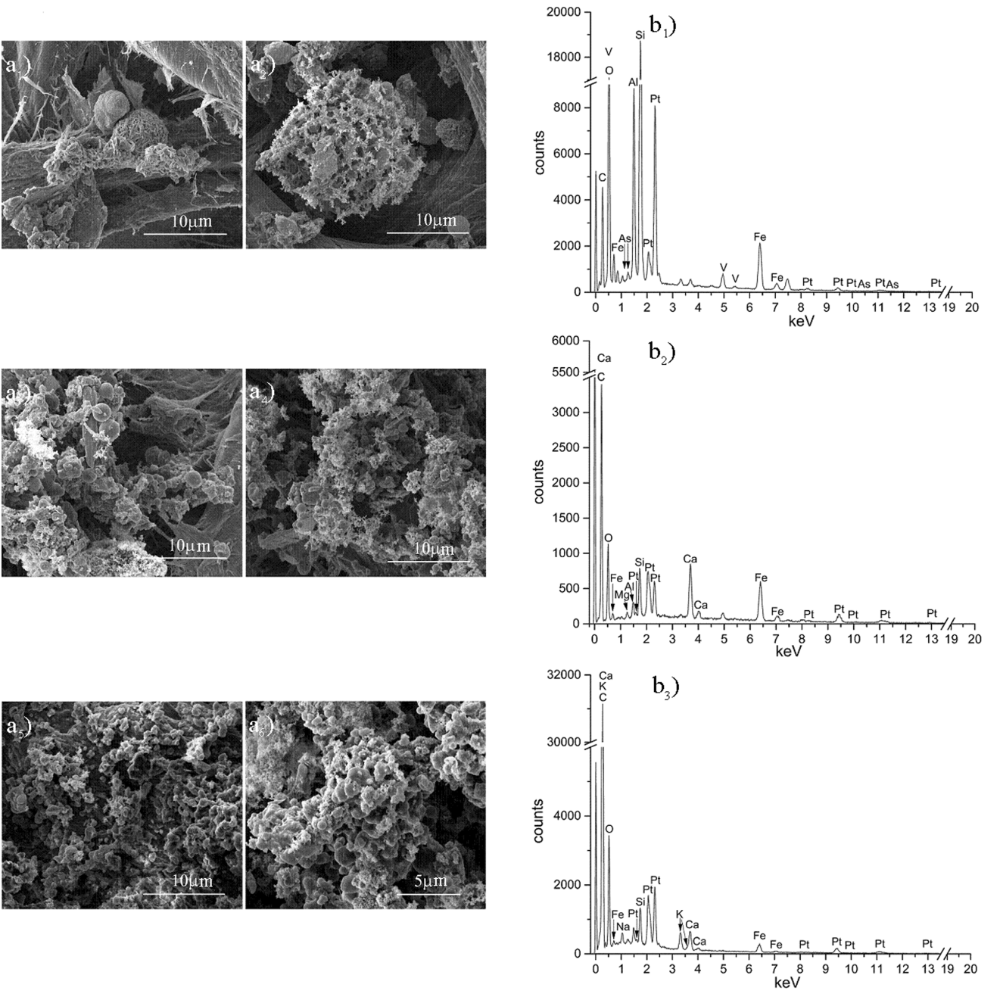 a1)
10µm
a2)
10µm
b1)
20000
18000
8000
6000
4000
2000
0
counts
V
O
Si
Al
Pt
C
As
Fe
Pt
V
V
Fe
Fe
Pt
Pt
Pt
As
Pt
As
Pt
0 1 2 3 4 5 6 7 8 9 10 11 12 13 19 20
keV
10µm
a4)
10µm
b2)
6000
5500
3000
2500
2000
1500
1000
500
0
counts
Ca
C
O
Fe
Mg
Al
Pt
Si
Pt
Pt
Ca
Ca
Fe
Fe
Pt
Pt
Pt
Pt
Pt
0 1 2 3 4 5 6 7 8 9 10 11 12 13 19 20
keV
a5)
10µm
a6)
5µm
b3)
32000
30000
4000
2000
0
counts
Ca
K
C
O
Fe
Na
Pt
Si
Pt
Pt
K
Ca
Ca
Fe
Fe
Pt
Pt
Pt
Pt
Pt
0 1 2 3 4 5 6 7 8 9 10 11 12 13 19 20
keV